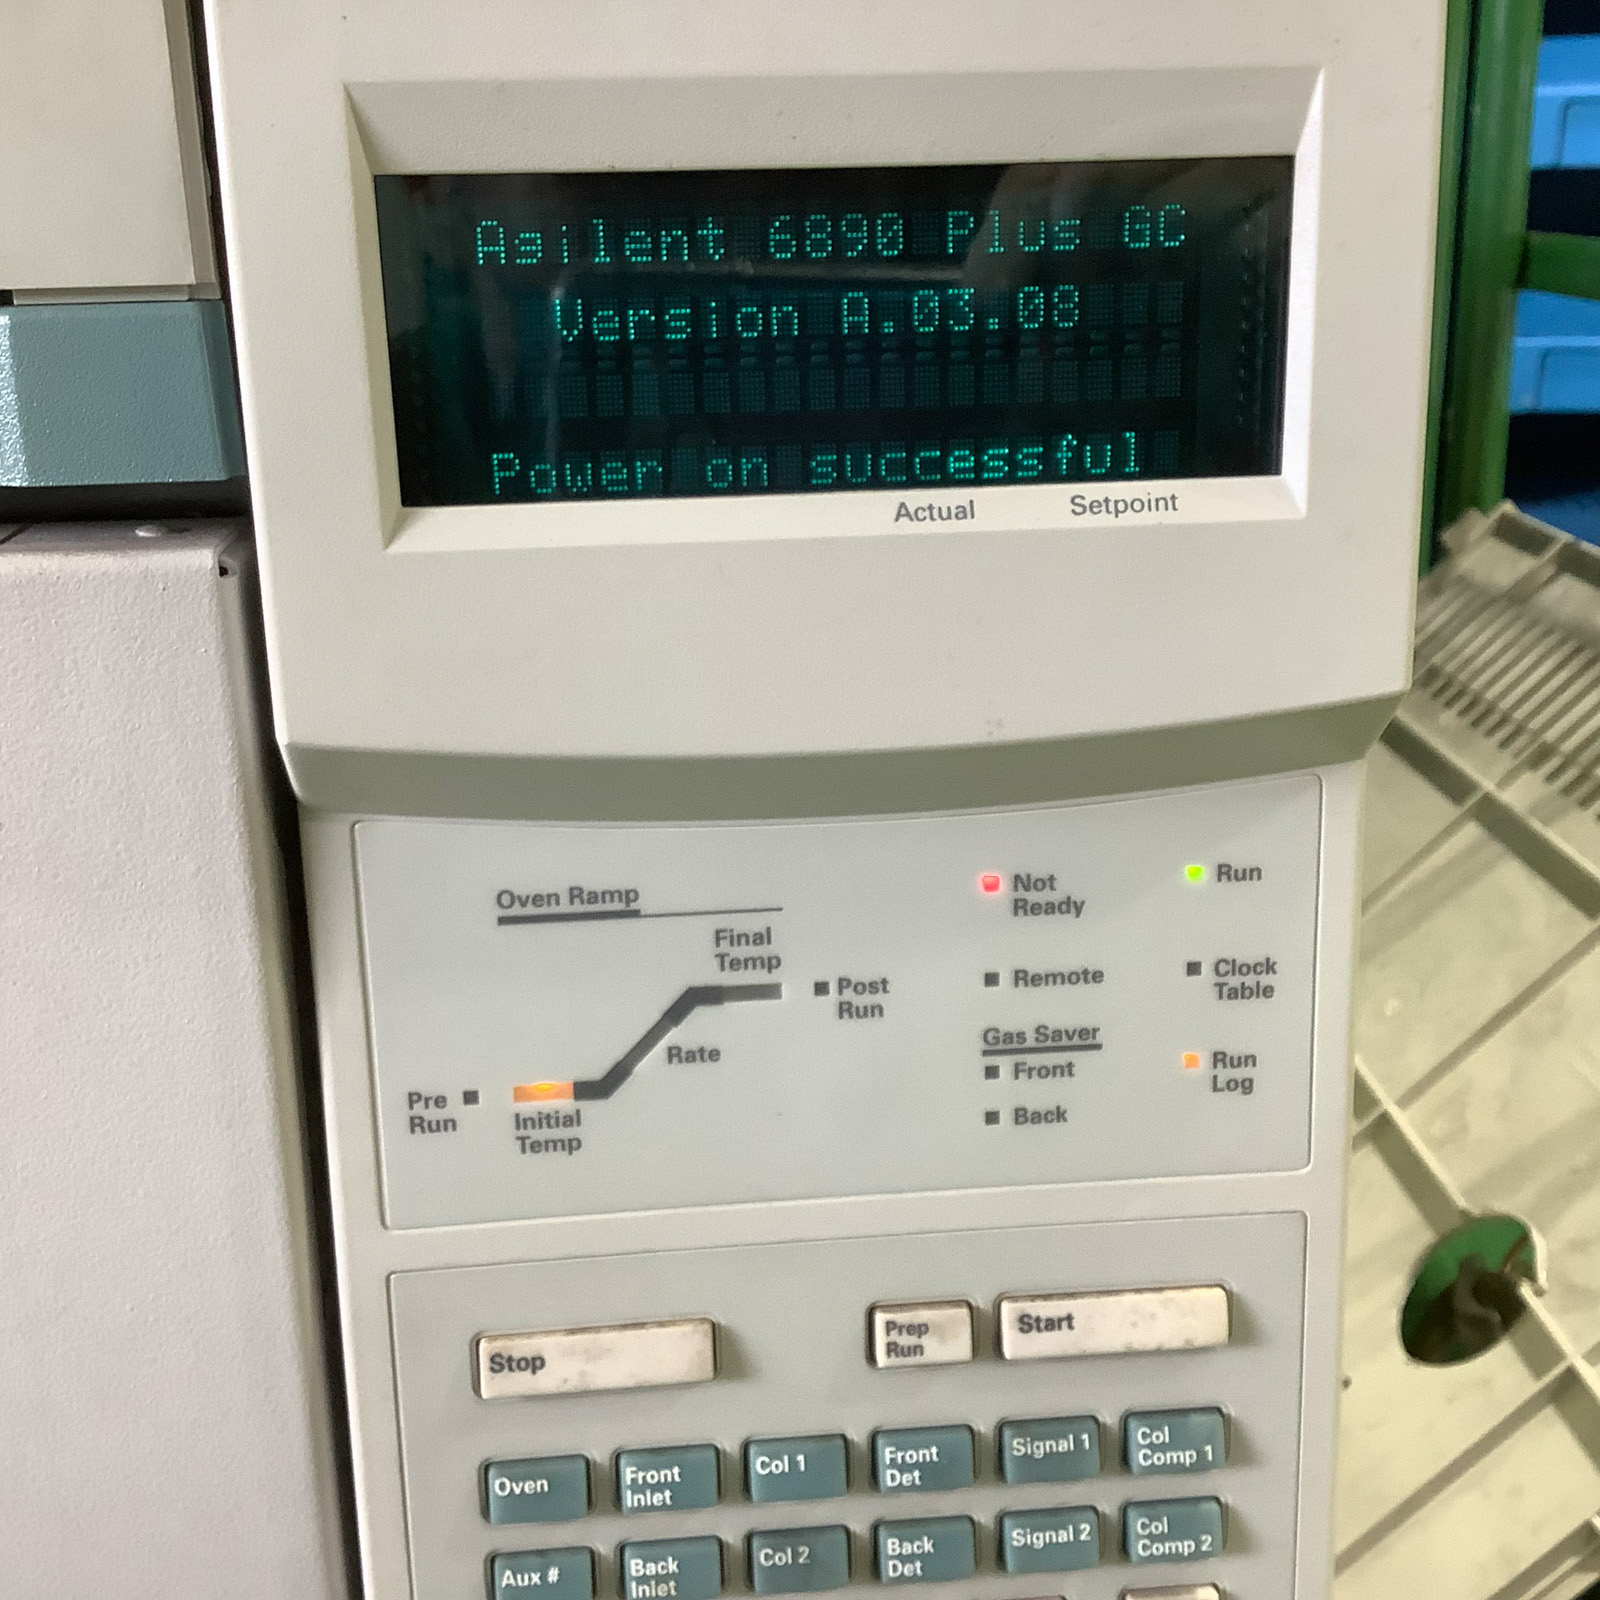 Agilent 6890 Plus GC
Version A.03.08
Power on successful
Actual Setpoint
Oven Ramp
Final
Temp
Post
Run
Rate
Pre
Run
Initial
Temp
Not
Ready
Run
Remote
Clock
Table
Gas Saver
Front
Run
Log
Back
Stop
Prep
Run
Start
Oven
Front
Inlet
Col 1
Front
Det
Signal 1
Col
Comp 1
Aux #
Back
Inlet
Col 2
Back
Det
Signal 2
Col
Comp 2